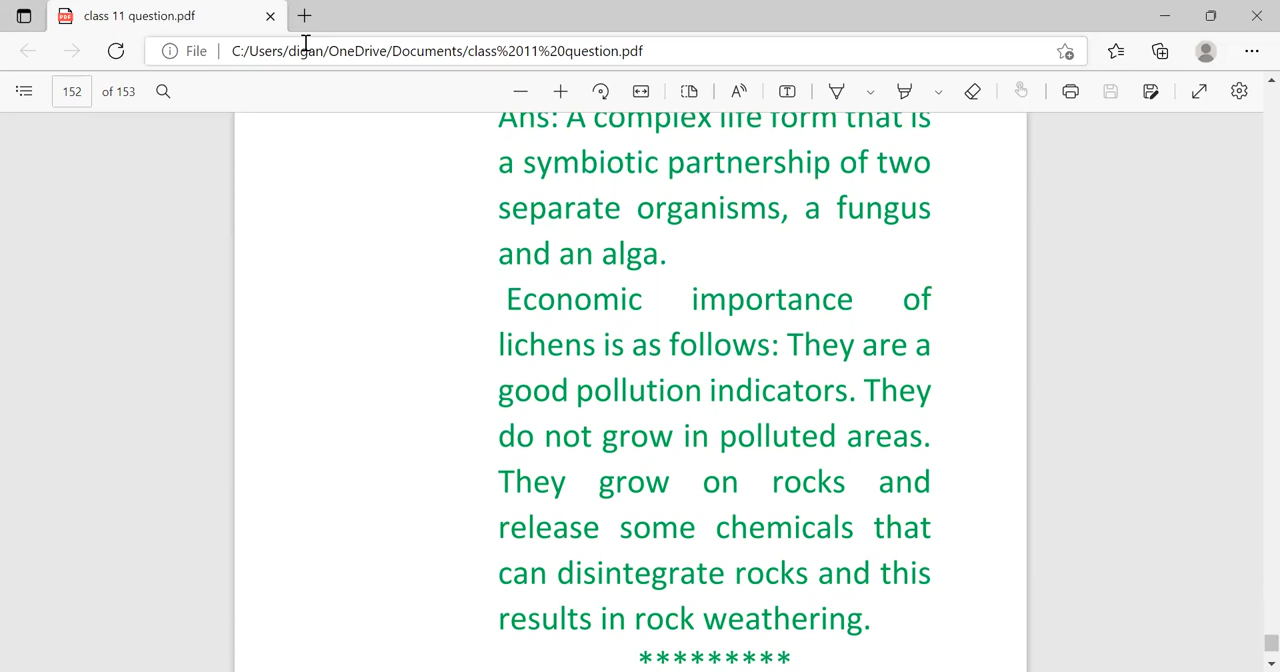 class 11 question.pdf
File C:/Users/digan/OneDrive/Documents/class%2011%20question.pdf
152 of 153
Ans: A complex life form that is
a symbiotic partnership of two
separate organisms, a fungus
and an alga.
Economic importance of
lichens is as follows: They are a
good pollution indicators. They
do not grow in polluted areas.
They grow on rocks and
release some chemicals that
can disintegrate rocks and this
results in rock weathering.
*********